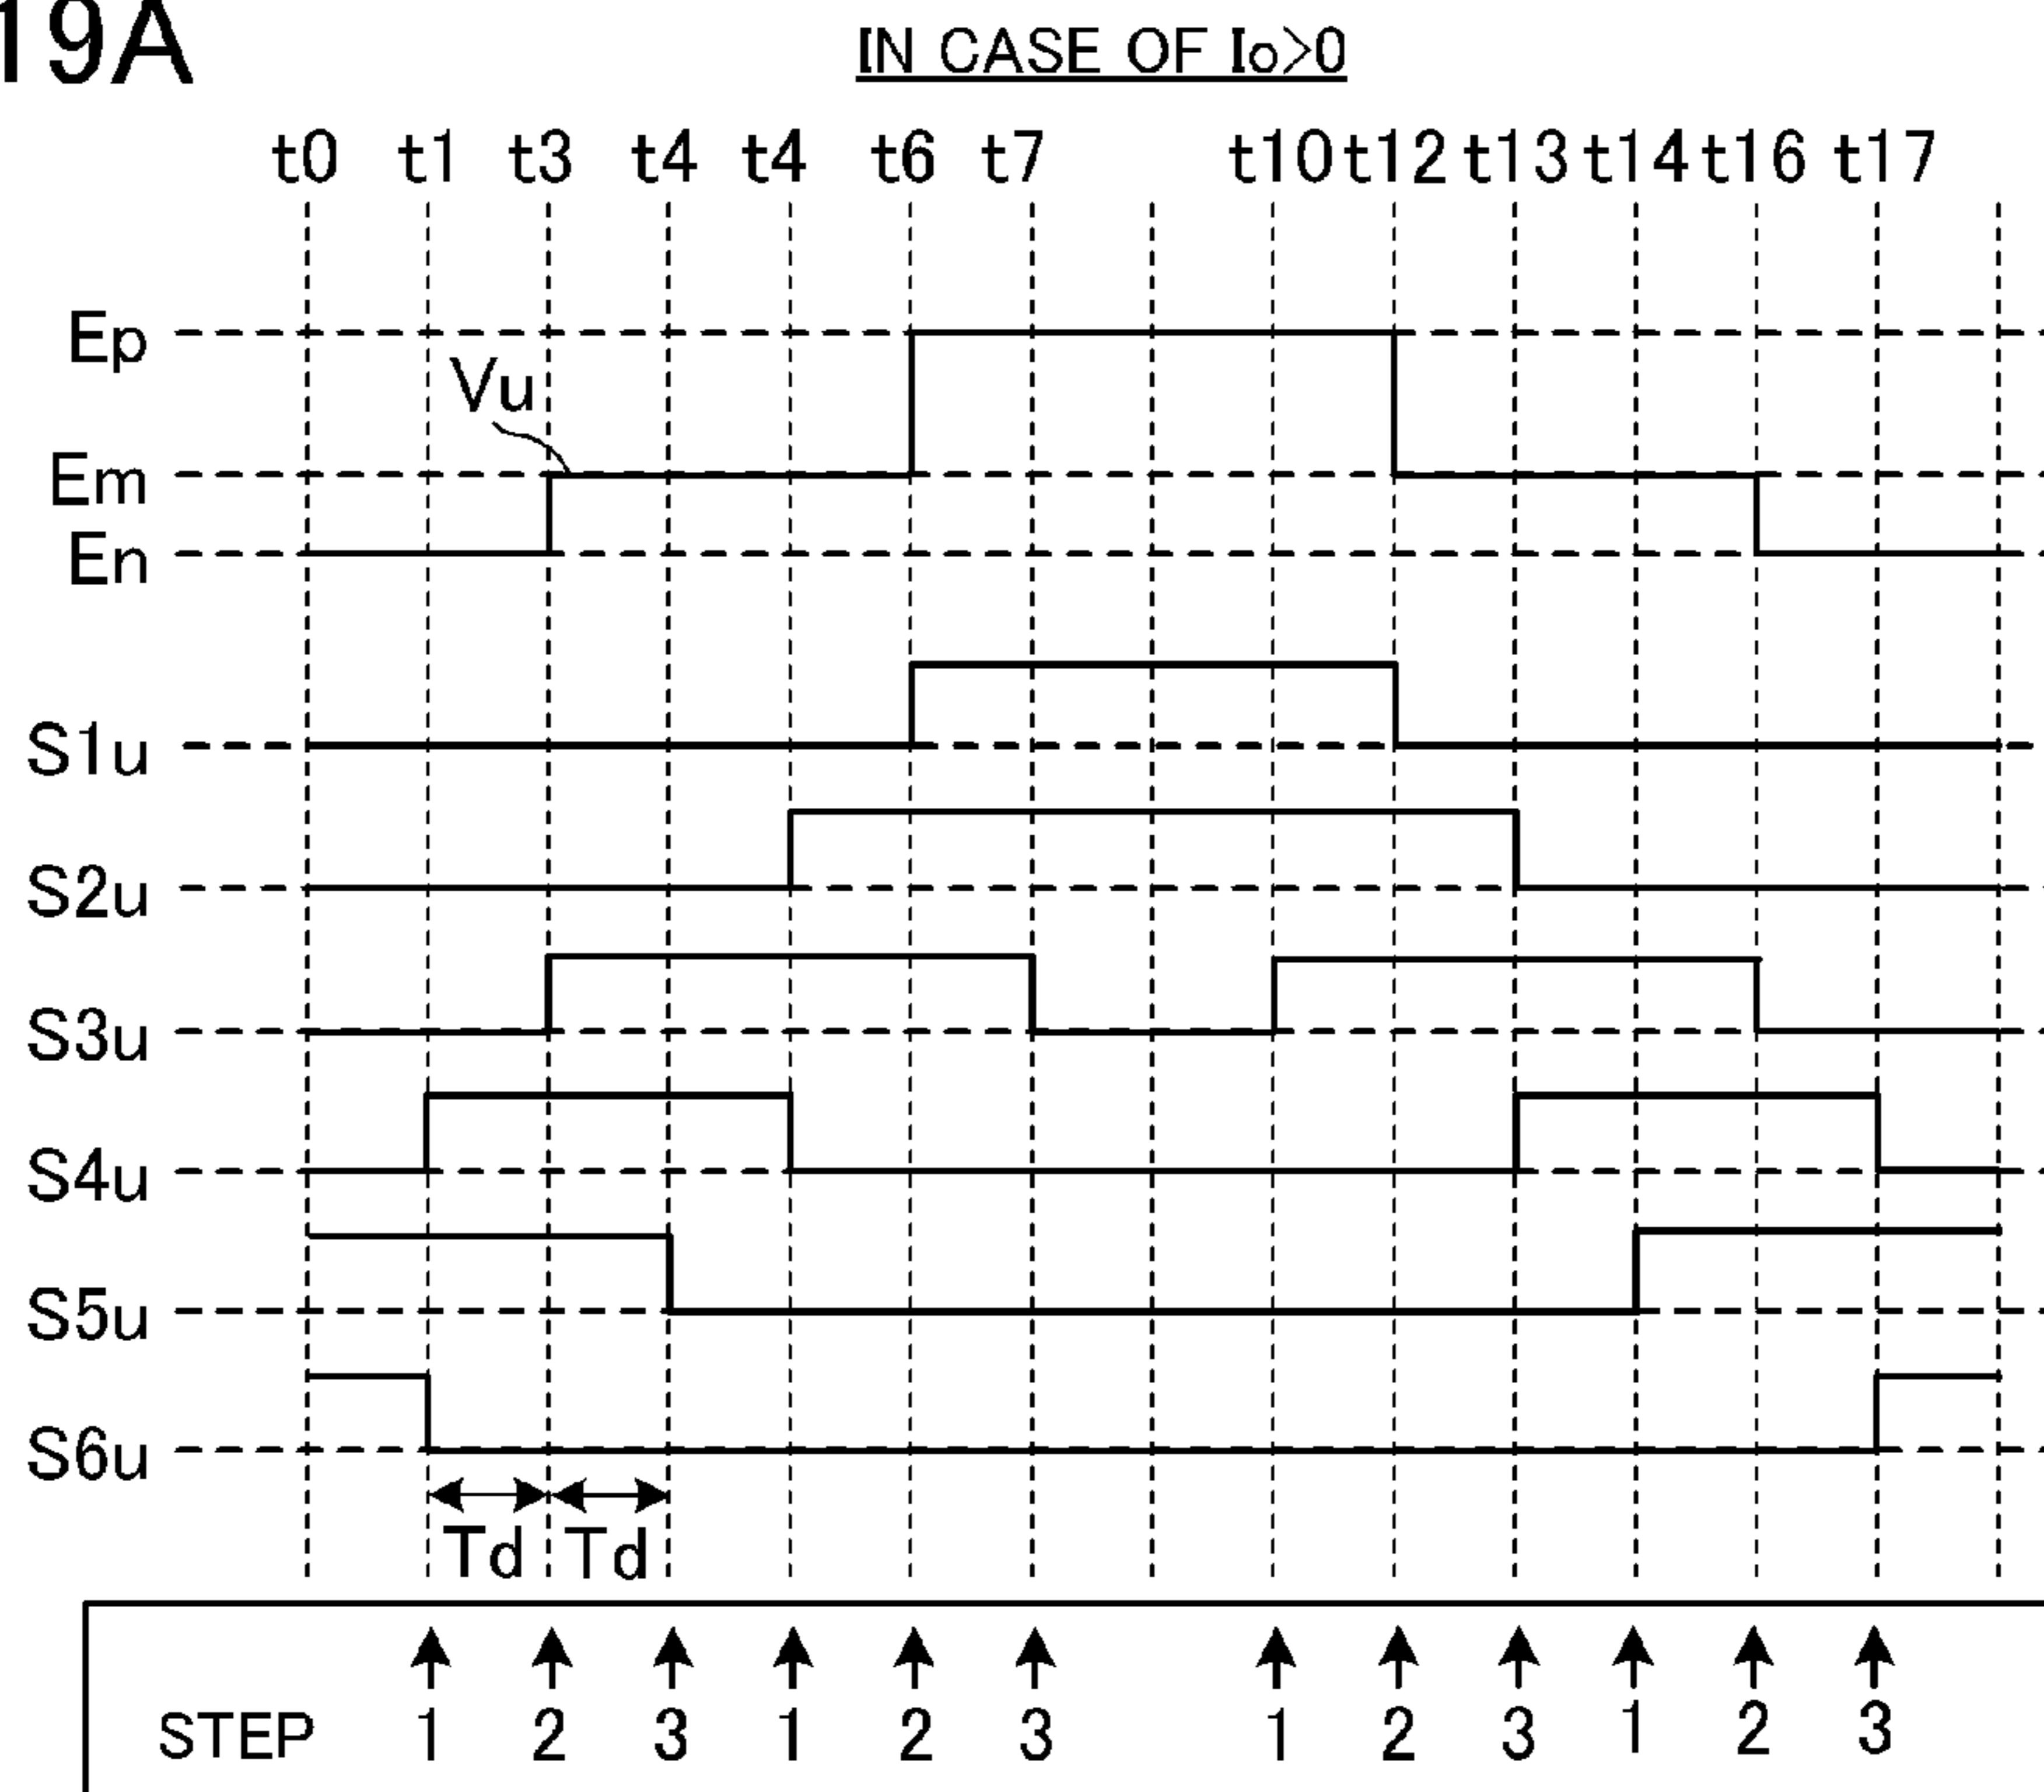 19A
IN CASE OF Io>0
t0 t1 t3 t4 t4 t6 t7 t10 t12 t13 t14 t16 t17
Ep
Vu
Em
En
S1u
S2u
S3u
S4u
S5u
S6u
Td Td
STEP 1 2 3 1 2 3 1 2 3 1 2 3